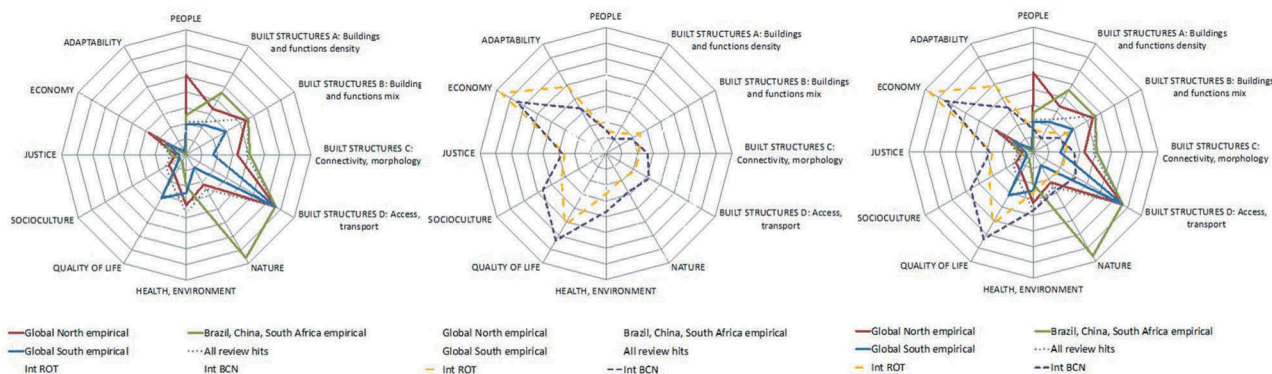 PEOPLE
ADAPTABILITY
BUILT STRUCTURES A: Buildings
and functions density
ECONOMY
BUILT STRUCTURES B: Building
and functions mix
JUSTICE
BUILT STRUCTURES C:
Connectivity, morphology
SOCIOCULTURE
BUILT STRUCTURES D: Access,
transport
QUALITY OF LIFE
NATURE
HEALTH, ENVIRONMENT
Global North empirical
Brazil, China, South Africa empirical
Global South empirical
All review hits
Int ROT
Int BCN
PEOPLE
ADAPTABILITY
BUILT STRUCTURES A: Buildings
and functions density
ECONOMY
BUILT STRUCTURES B: Buildings
and functions mix
JUSTICE
BUILT STRUCTURES C:
Connectivity, morphology
SOCIOCULTURE
BUILT STRUCTURES D: Access,
transport
QUALITY OF LIFE
NATURE
HEALTH, ENVIRONMENT
Global North empirical
Brazil, China, South Africa empirical
Global South empirical
All review hits
Int ROT
Int BCN
PEOPLE
ADAPTABILITY
BUILT STRUCTURES A: Buildings
and functions density
ECONOMY
BUILT STRUCTURES B: Buildings
and functions mix
JUSTICE
BUILT STRUCTURES C:
Connectivity, morphology
SOCIOCULTURE
BUILT STRUCTURES D: Access,
transport
QUALITY OF LIFE
NATURE
HEALTH, ENVIRONMENT
Global North empirical
Brazil, China, South Africa empirical
Global South empirical
All review hits
Int ROT
Int BCN